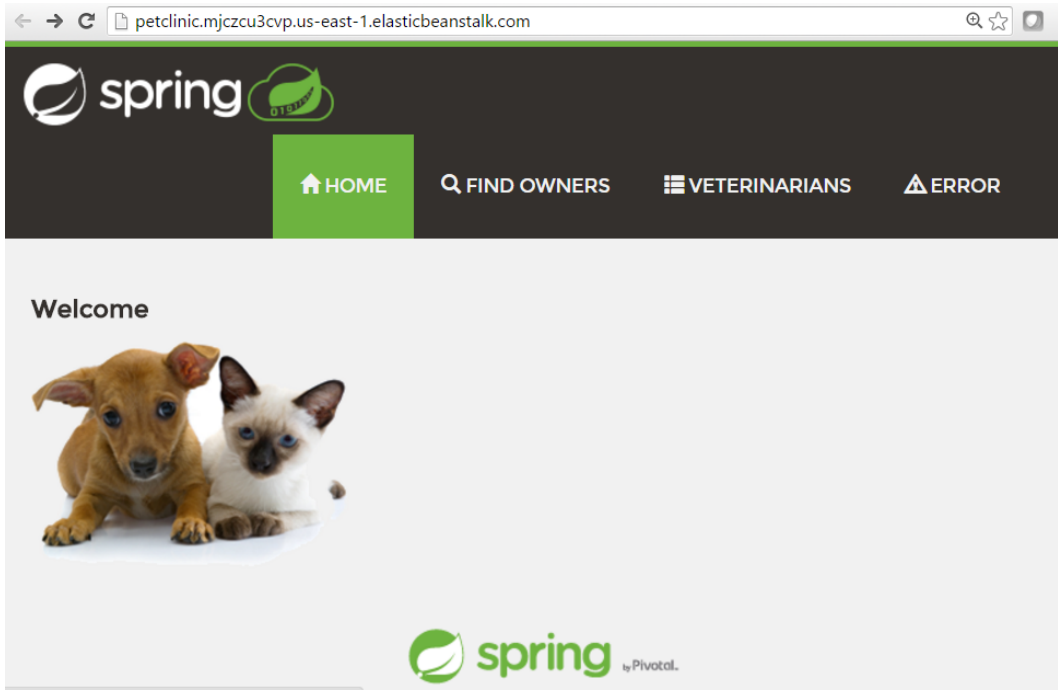 petclinic.mjczcu3cvp.us-east-1.elasticbeanstalk.com
spring
HOME FIND OWNERS VETERINARIANS ERROR
Welcome
spring by Pivotal.